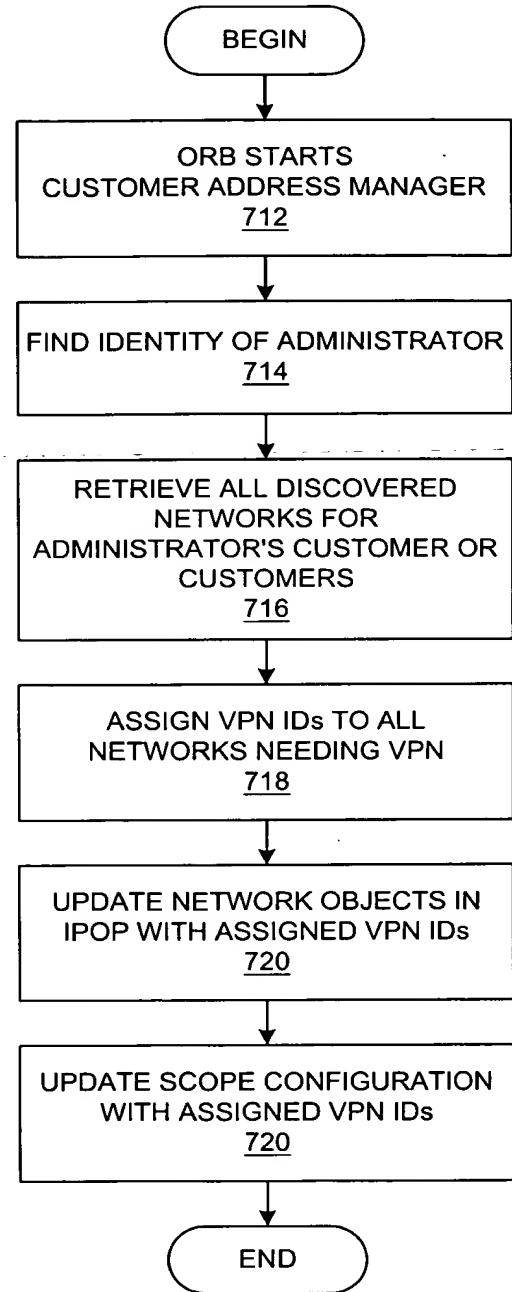 BEGIN
ORB STARTS
CUSTOMER ADDRESS MANAGER
712
FIND IDENTITY OF ADMINISTRATOR
714
RETRIEVE ALL DISCOVERED
NETWORKS FOR
ADMINISTRATOR'S CUSTOMER OR
CUSTOMERS
716
ASSIGN VPN IDs TO ALL
NETWORKS NEEDING VPN
718
UPDATE NETWORK OBJECTS IN
IPOP WITH ASSIGNED VPN IDs
720
UPDATE SCOPE CONFIGURATION
WITH ASSIGNED VPN IDs
720
END